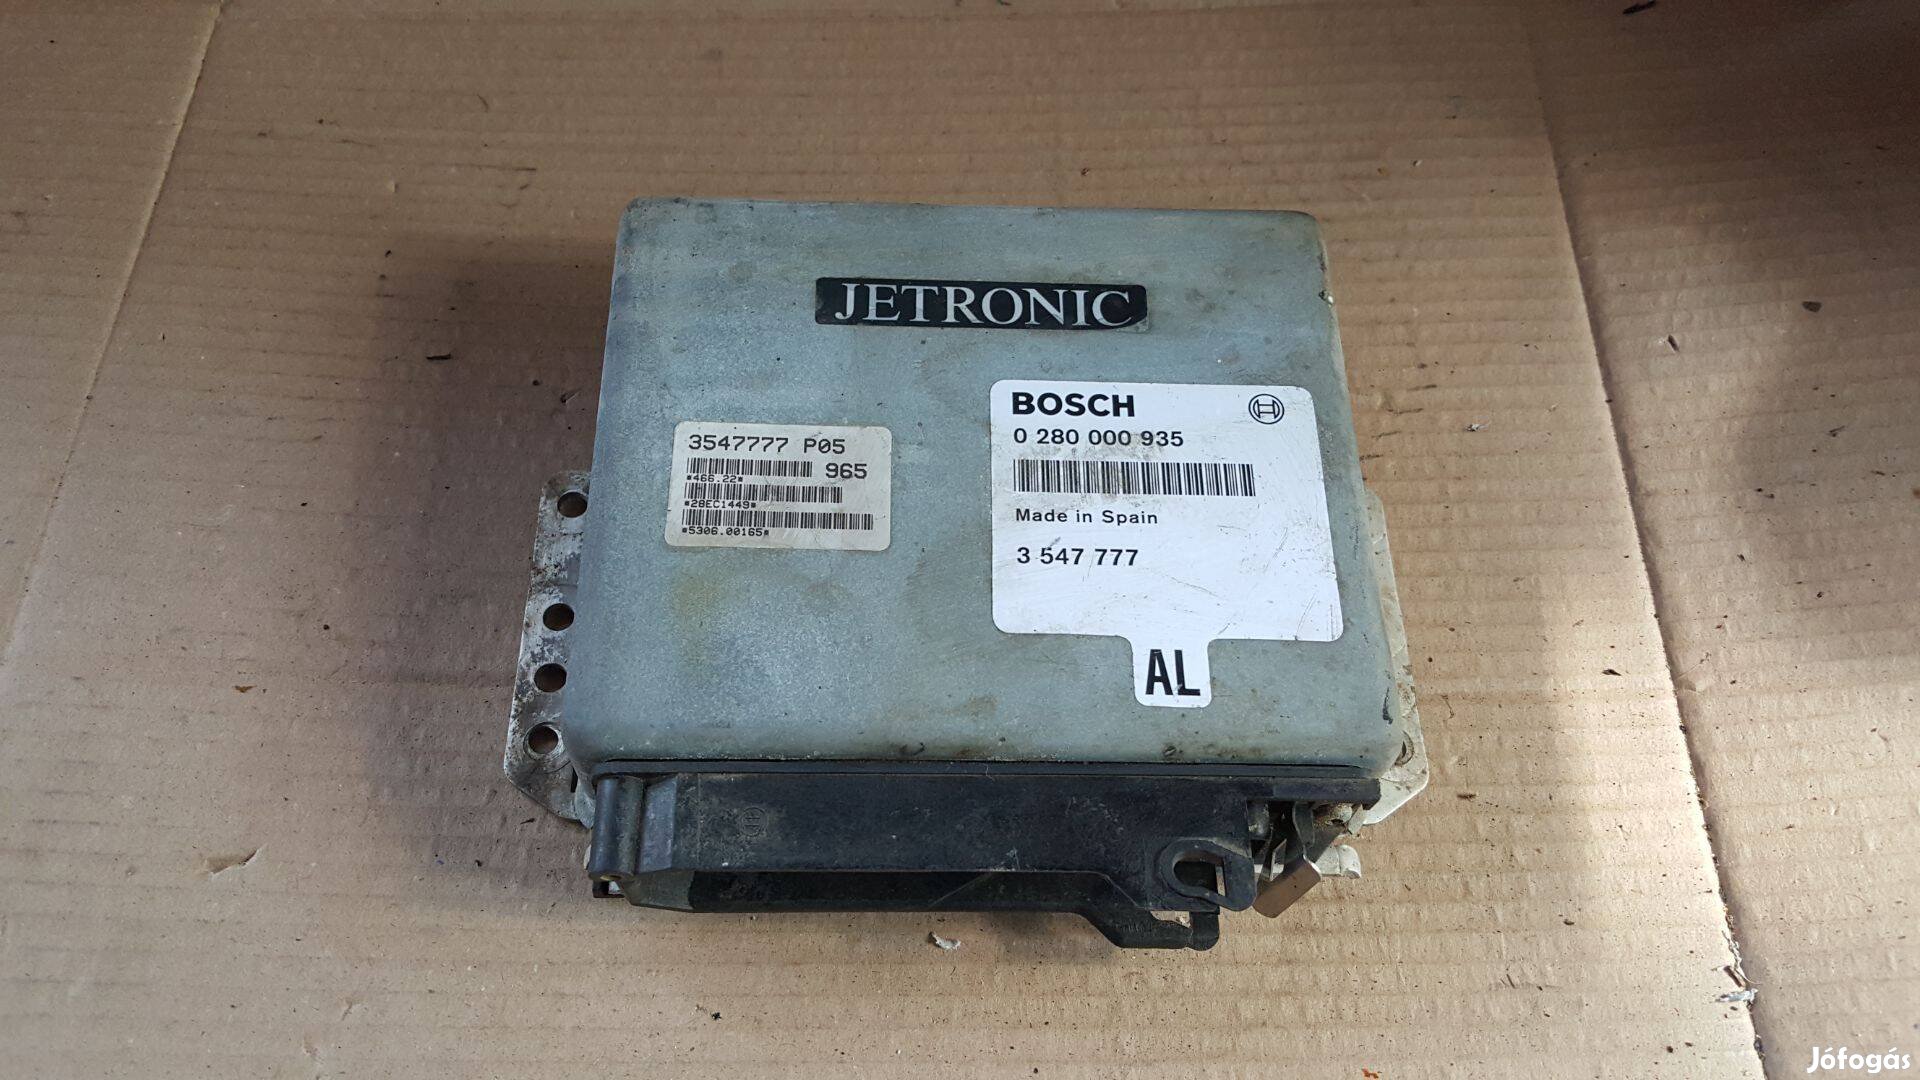 JETRONIC
BOSCH
0 280 000 935
Made in Spain
3 547 777
AL
3547777 P05
965
*466.22*
*28EC1449*
*5306.00165*
Jófogás